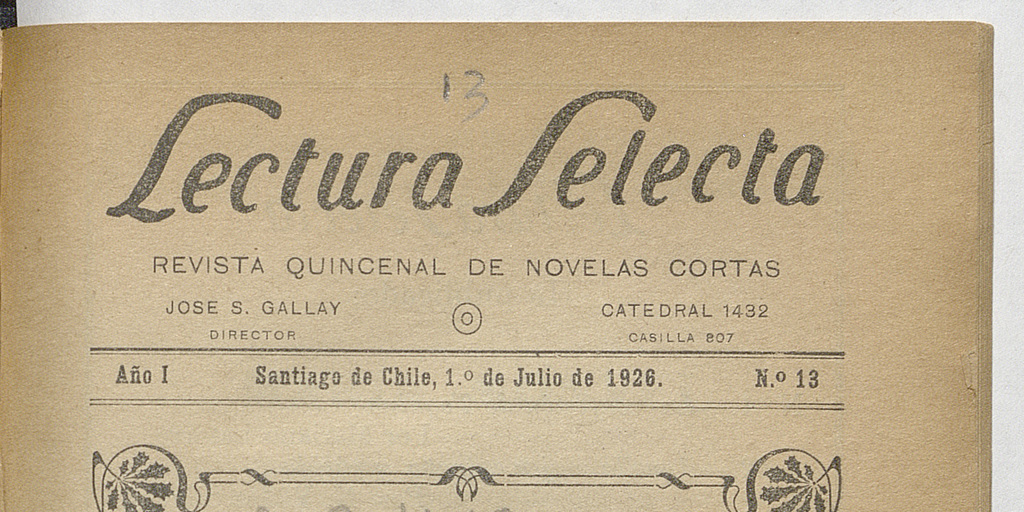 13
Lectura Selecta
REVISTA QUINCENAL DE NOVELAS CORTAS
JOSE S. GALLAY
DIRECTOR
CATEDRAL 1432
CASILLA 807
Año I Santiago de Chile, 1.º de Julio de 1926. N.º 13